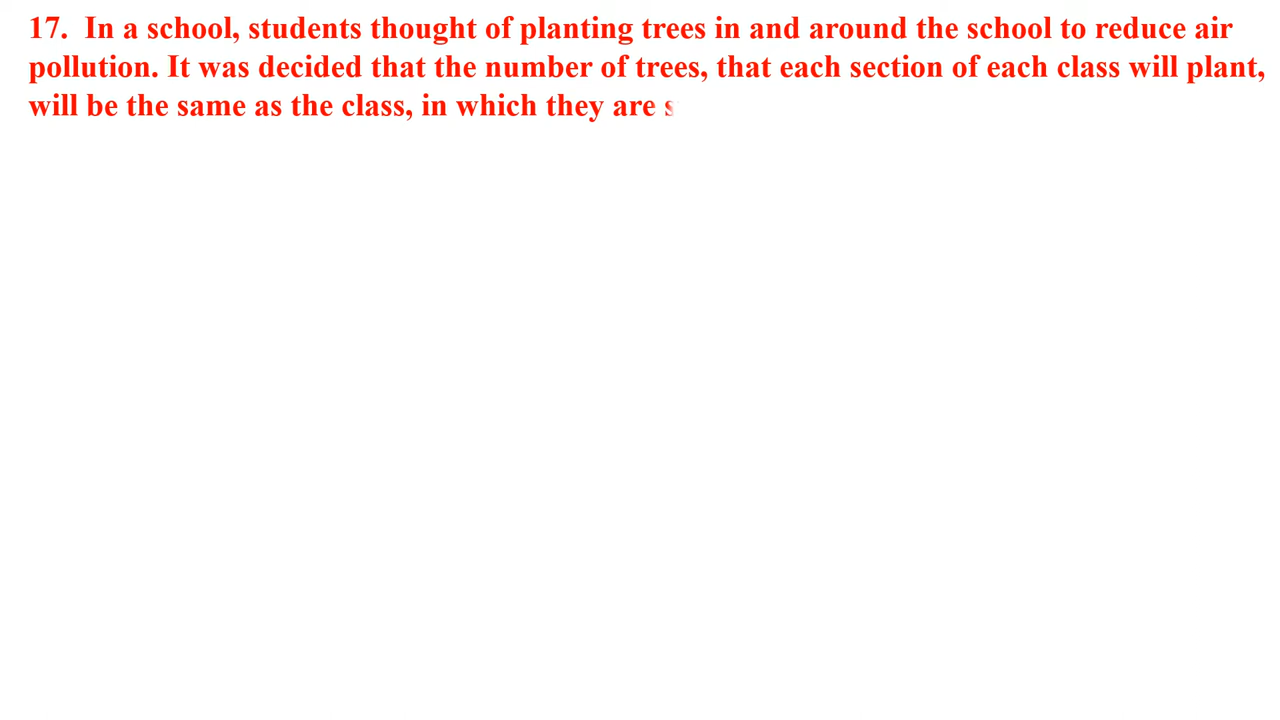 17. In a school, students thought of planting trees in and around the school to reduce air
pollution. It was decided that the number of trees, that each section of each class will plant,
will be the same as the class, in which they are